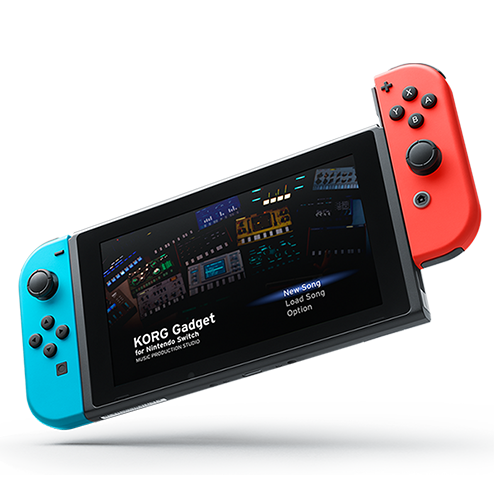 X
Y A
B
New Song
Load Song
Option
KORG Gadget
for Nintendo Switch
MUSIC PRODUCTION STUDIO